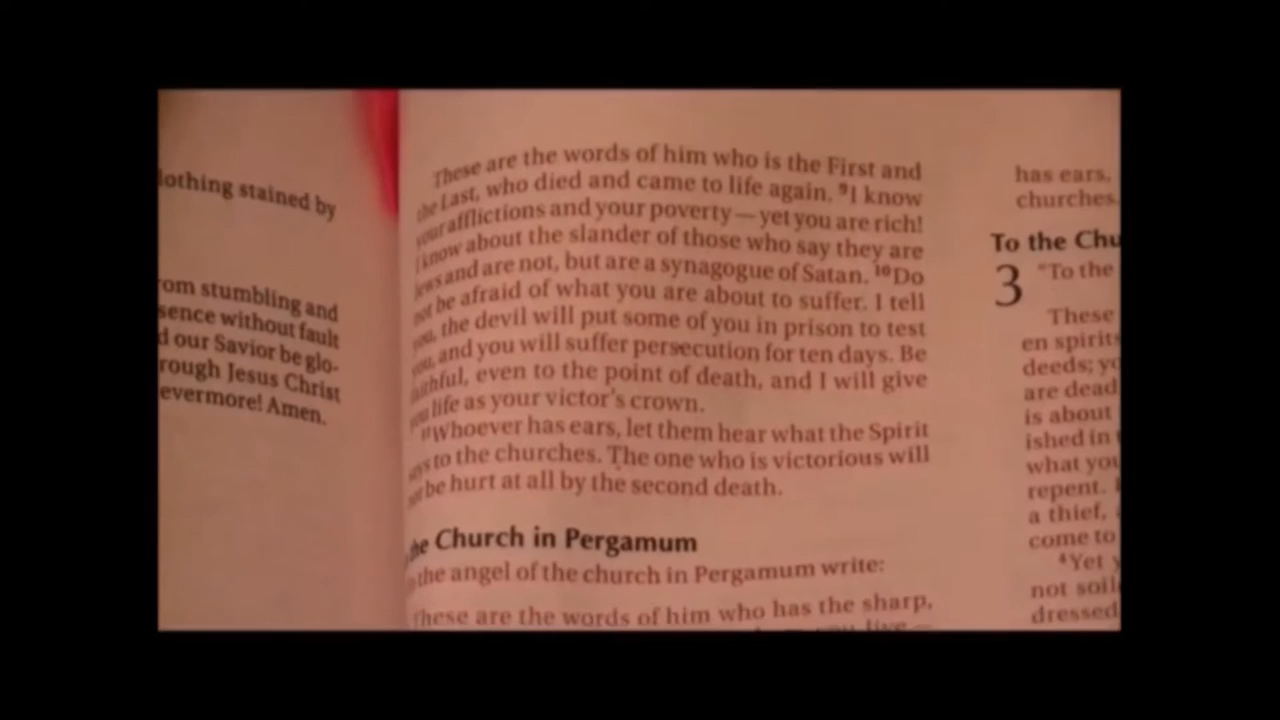 lothing stained by
rom stumbling and
sence without fault
d our Savior be glo-
rough Jesus Christ
evermore! Amen.
These are the words of him who is the First and
the Last, who died and came to life again. ⁹I know
your afflictions and your poverty—yet you are rich!
I know about the slander of those who say they are
Jews and are not, but are a synagogue of Satan. ¹⁰Do
not be afraid of what you are about to suffer. I tell
you, the devil will put some of you in prison to test
you, and you will suffer persecution for ten days. Be
faithful, even to the point of death, and I will give
you life as your victor's crown.
¹¹Whoever has ears, let them hear what the Spirit
says to the churches. The one who is victorious will
not be hurt at all by the second death.
the Church in Pergamum
the angel of the church in Pergamum write:
These are the words of him who has the sharp,
you live—
has ears,
churches.
To the Chu
3 "To the
These
en spirits
deeds; yo
are dead
is about
ished in
what you
repent.
a thief,
come to
⁴Yet y
not soil
dressed